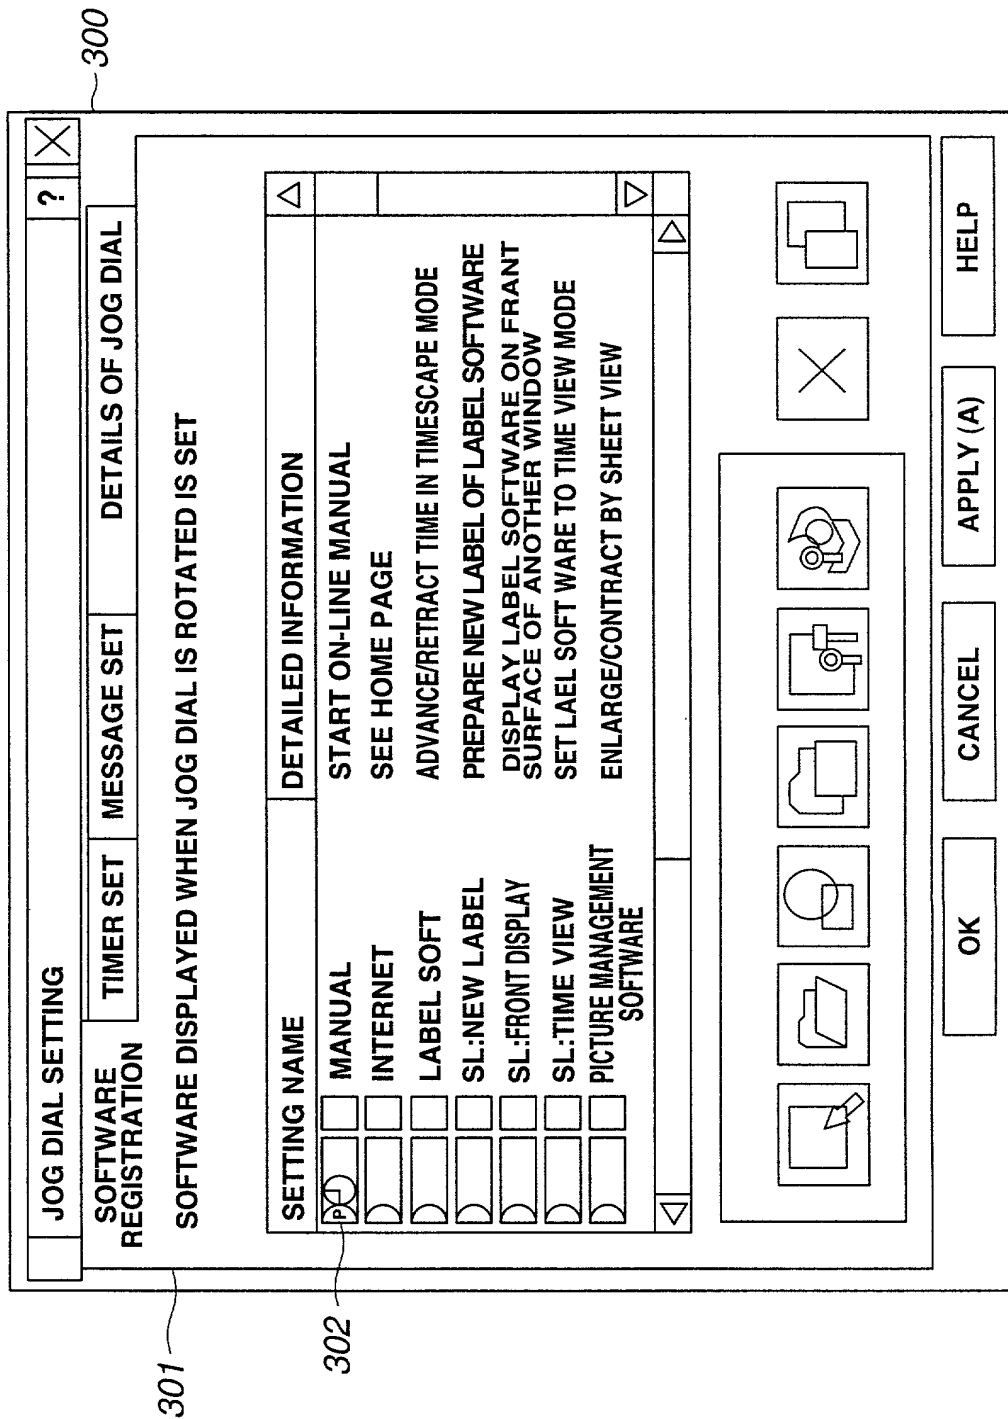 300
JOG DIAL SETTING
?
SOFTWARE
REGISTRATION
TIMER SET
MESSAGE SET
DETAILS OF JOG DIAL
301
SOFTWARE DISPLAYED WHEN JOG DIAL IS ROTATED IS SET
SETTING NAME
DETAILED INFORMATION
302
P
MANUAL
START ON-LINE MANUAL
INTERNET
SEE HOME PAGE
LABEL SOFT
ADVANCE/RETRACT TIME IN TIMESCAPE MODE
SL:NEW LABEL
PREPARE NEW LABEL OF LABEL SOFTWARE
SL:FRONT DISPLAY
DISPLAY LABEL SOFTWARE ON FRANT
SURFACE OF ANOTHER WINDOW
SL:TIME VIEW
SET LAEL SOFT WARE TO TIME VIEW MODE
PICTURE MANAGEMENT
SOFTWARE
ENLARGE/CONTRACT BY SHEET VIEW
OK
CANCEL
APPLY (A)
HELP